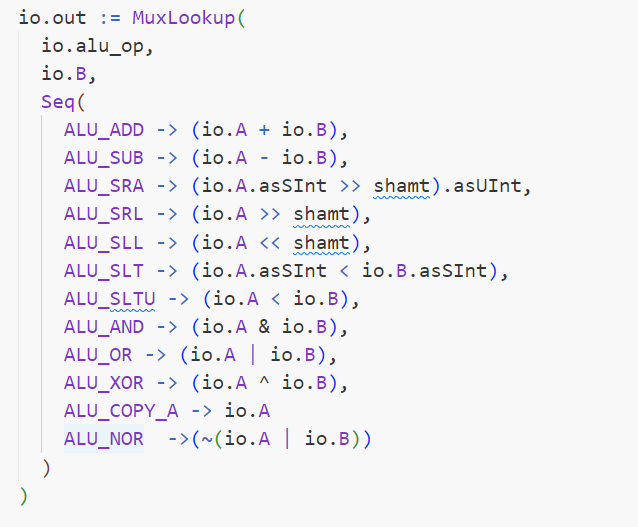 io.out := MuxLookup(
io.alu_op,
io.B,
Seq(
ALU_ADD -> (io.A + io.B),
ALU_SUB -> (io.A - io.B),
ALU_SRA -> (io.A.asSInt >> shamt).asUInt,
ALU_SRL -> (io.A >> shamt),
ALU_SLL -> (io.A << shamt),
ALU_SLT -> (io.A.asSInt < io.B.asSInt),
ALU_SLTU -> (io.A < io.B),
ALU_AND -> (io.A & io.B),
ALU_OR -> (io.A | io.B),
ALU_XOR -> (io.A ^ io.B),
ALU_COPY_A -> io.A
ALU_NOR  ->(~(io.A | io.B))
)
)